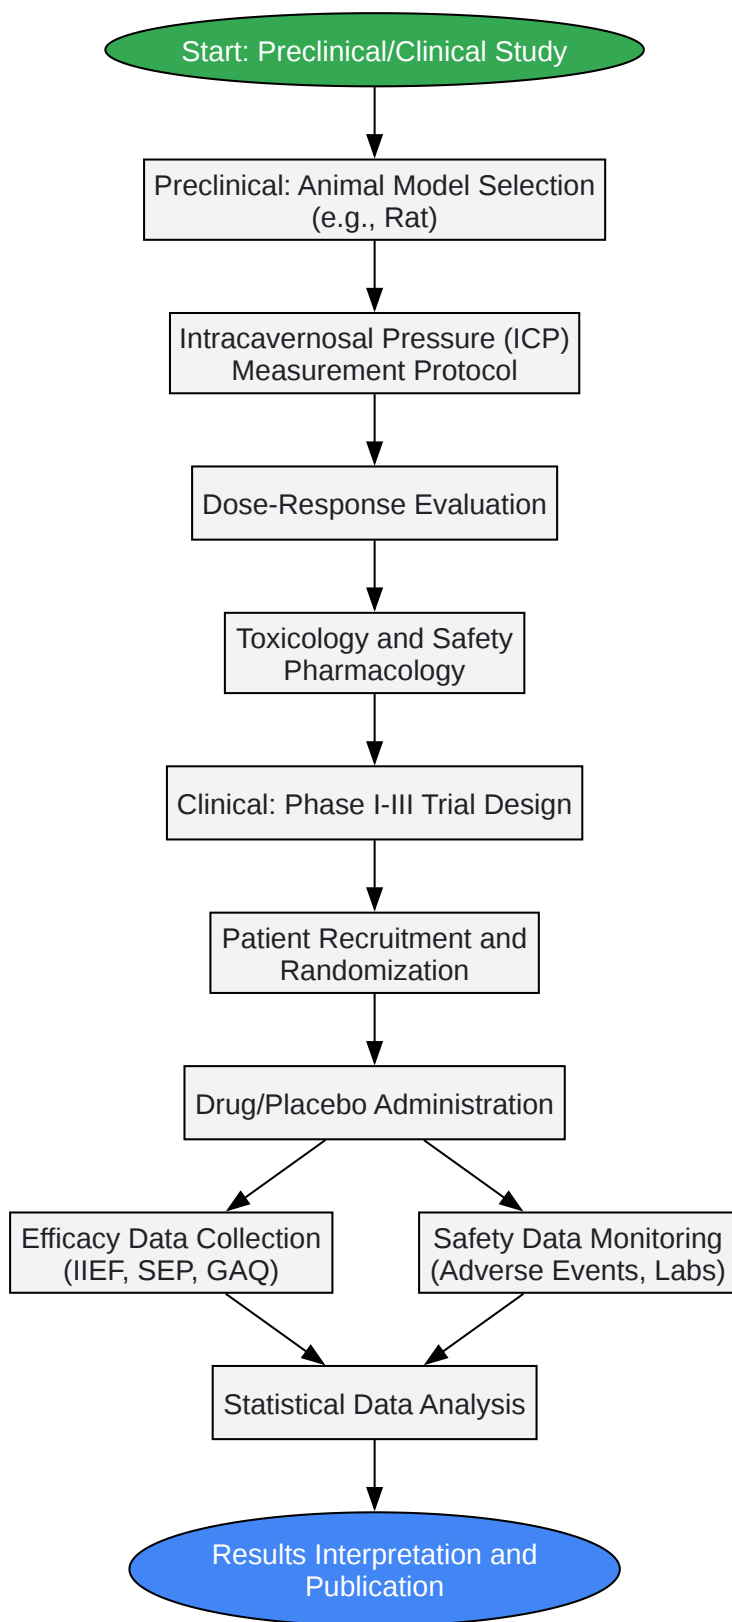 Start: Preclinical/Clinical Study
Preclinical: Animal Model Selection
(e.g., Rat)
Intracavernosal Pressure (ICP)
Measurement Protocol
Dose-Response Evaluation
Toxicology and Safety
Pharmacology
Clinical: Phase I-III Trial Design
Patient Recruitment and
Randomization
Drug/Placebo Administration
Efficacy Data Collection
(IIEF, SEP, GAQ)
Safety Data Monitoring
(Adverse Events, Labs)
Statistical Data Analysis
Results Interpretation and
Publication